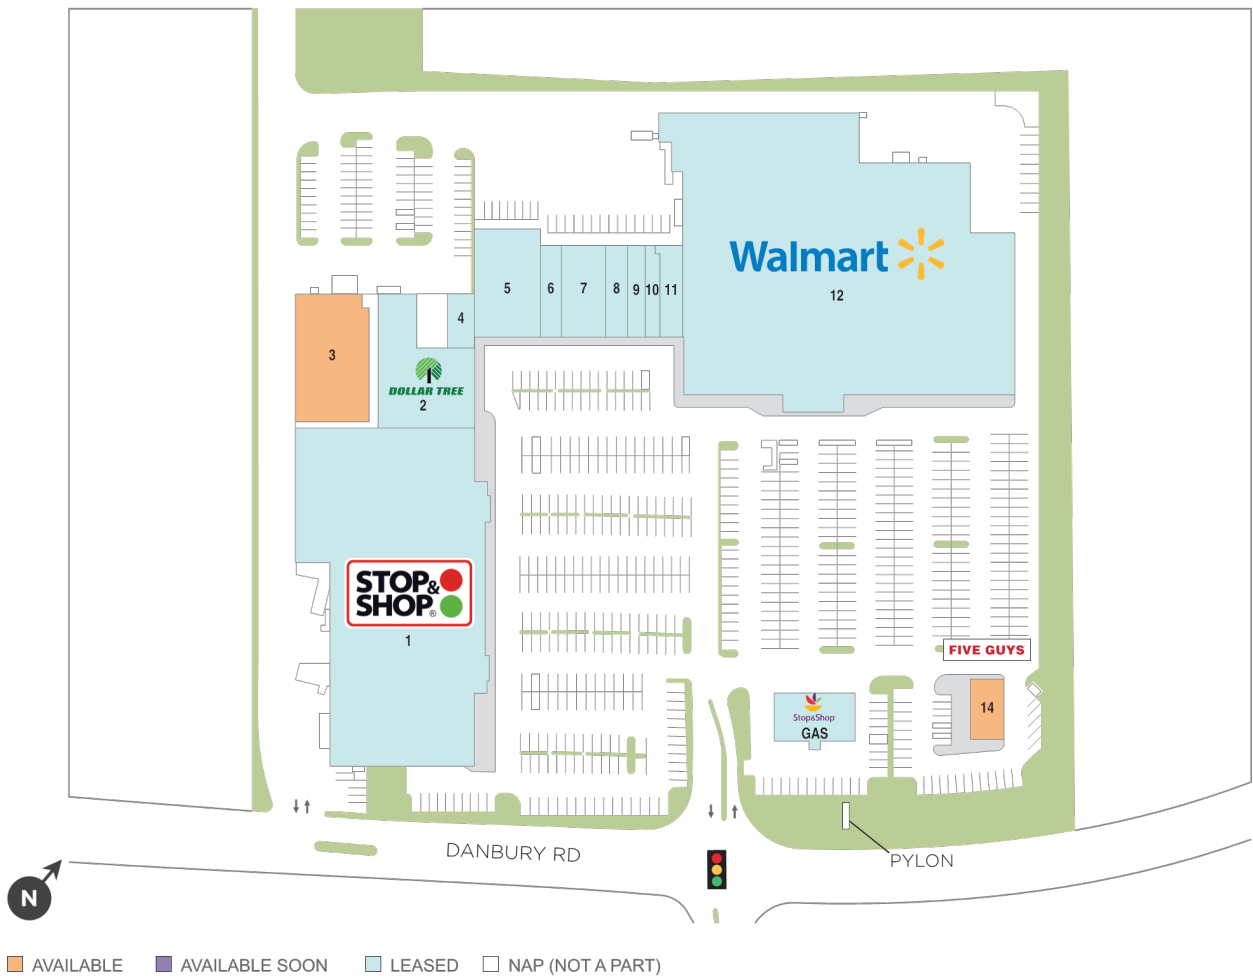 Walmart
12
5
6
7
8
9
10
11
4
3
DOLLAR TREE
2
STOP&
SHOP®
1
FIVE GUYS
14
Stop&Shop
GAS
DANBURY RD
PYLON
N
AVAILABLE
AVAILABLE SOON
LEASED
NAP (NOT A PART)